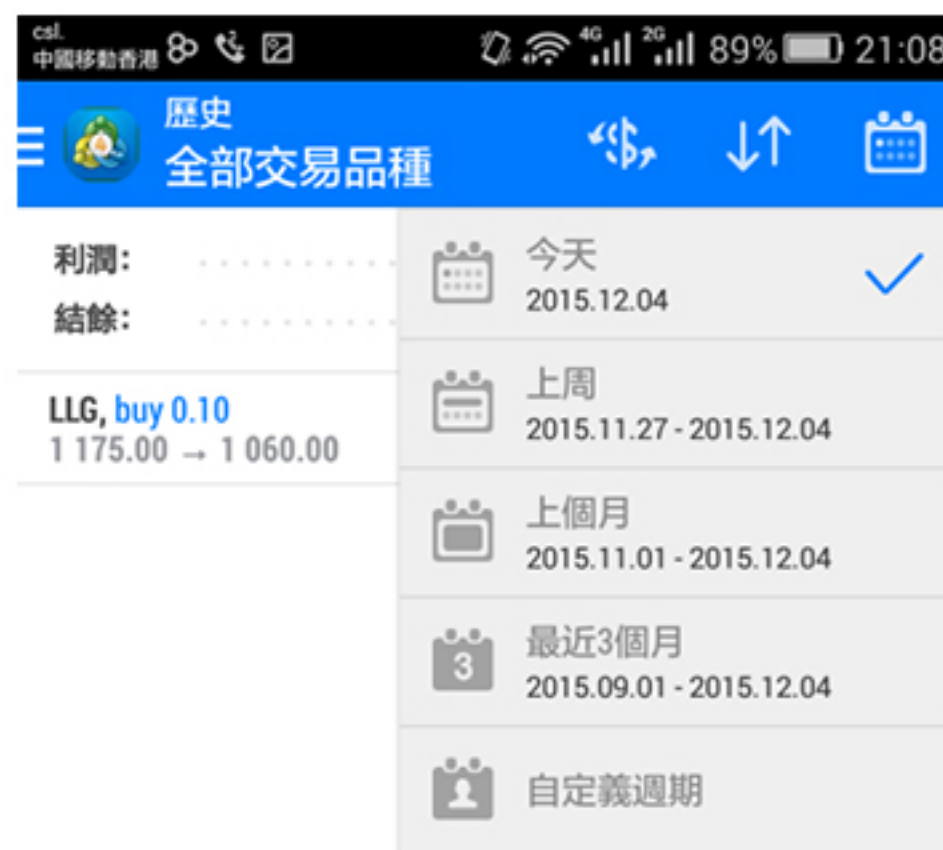 csl.
中國移動香港
4G 2G 89% 21:08
歷史
全部交易品種
利潤:
結餘:
LLG, buy 0.10
1 175.00 → 1 060.00
今天
2015.12.04
上周
2015.11.27 - 2015.12.04
上個月
2015.11.01 - 2015.12.04
3
最近3個月
2015.09.01 - 2015.12.04
自定義週期